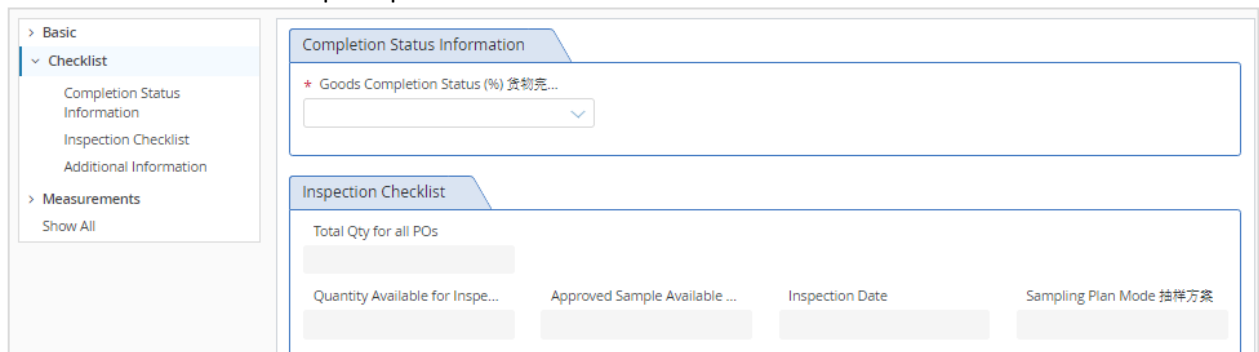 Basic
Checklist
Completion Status
Information
Inspection Checklist
Additional Information
Measurements
Show All
Completion Status Information
* Goods Completion Status (%) 货物完...
Inspection Checklist
Total Qty for all POs
Quantity Available for Inspe...
Approved Sample Available ...
Inspection Date
Sampling Plan Mode 抽样方案